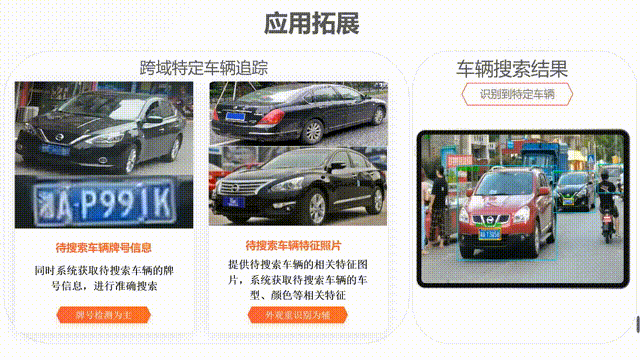 应用拓展
跨域特定车辆追踪
湘A·P991K
待搜索车辆牌号信息
同时系统获取待搜索车辆的牌
号信息，进行准确搜索
牌号检测为主
待搜索车辆特征照片
提供待搜索车辆的相关特征图
片，系统获取待搜索车辆的车
型、颜色等相关特征
外观重识别为辅
车辆搜索结果
识别到特定车辆